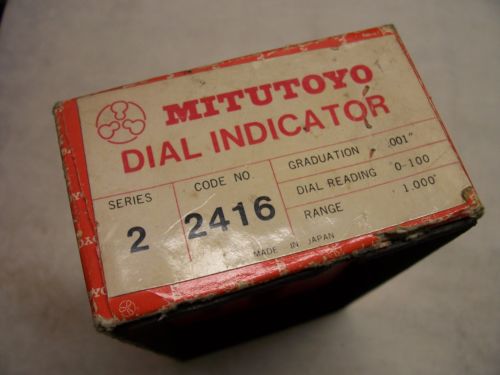 MITUTOYO
DIAL INDICATOR
SERIES
2
CODE NO.
2416
GRADUATION .001"
DIAL READING 0-100
RANGE 1.000"
MADE IN JAPAN